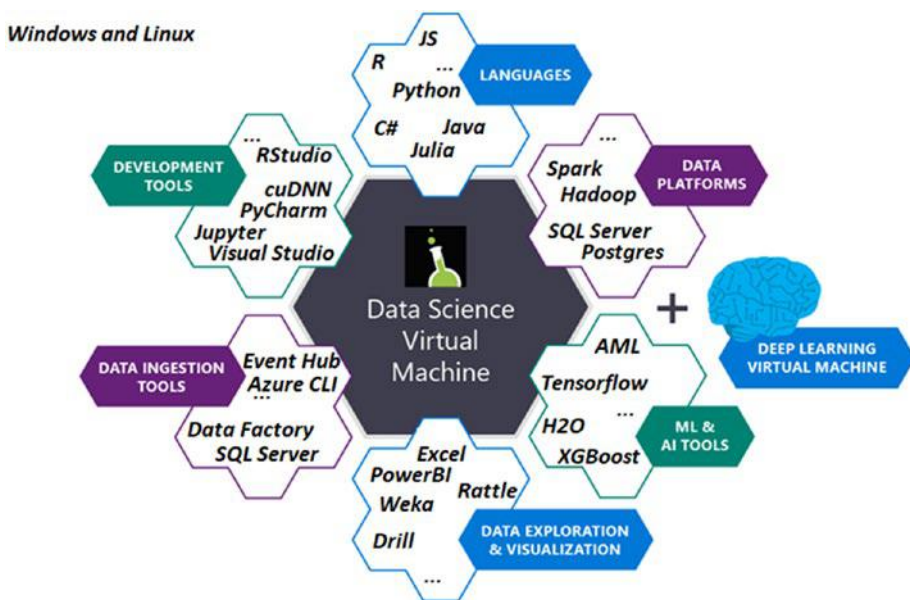 Windows and Linux
JS
R
...
Python
C#
Java
Julia
LANGUAGES
DEVELOPMENT
TOOLS
...
RStudio
cuDNN
PyCharm
Jupyter
Visual Studio
...
Spark
Hadoop
SQL Server
Postgres
DATA
PLATFORMS
Data Science
Virtual
Machine
+
DEEP LEARNING
VIRTUAL MACHINE
DATA INGESTION
TOOLS
Event Hub
Azure CLI
...
Data Factory
SQL Server
AML
Tensorflow
...
H2O
XGBoost
ML &
AI TOOLS
Excel
PowerBI
Rattle
Weka
Drill
...
DATA EXPLORATION
& VISUALIZATION